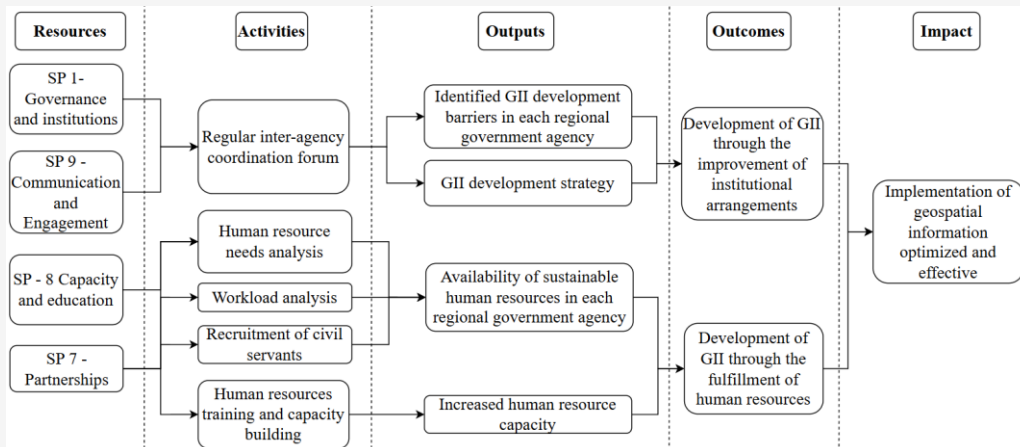 Resources
Activities
Outputs
Outcomes
Impact
SP 1-
Governance
and institutions
SP 9 -
Communication
and
Engagement
SP - 8 Capacity
and education
SP 7 -
Partnerships
Regular inter-agency
coordination forum
Human resource
needs analysis
Workload analysis
Recruitment of civil
servants
Human resources
training and capacity
building
Identified GII development
barriers in each regional
government agency
GII development strategy
Availability of sustainable
human resources in each
regional government agency
Increased human resource
capacity
Development of GII
through the
improvement of
institutional
arrangements
Development of
GII through the
fulfillment of
human resources
Implementation of
geospatial
information
optimized and
effective